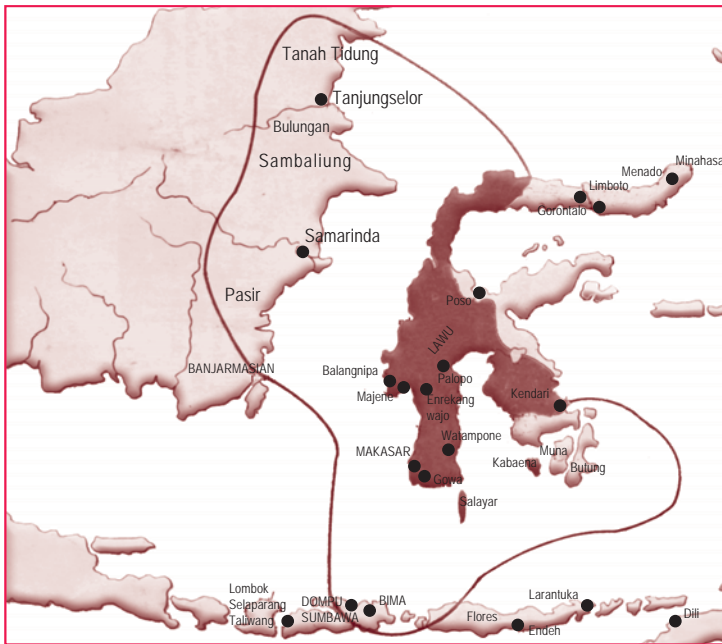 Tanah Tidung
Tanjungselor
Bulungan
Sambaliung
Minahasa
Menado
Limboto
Gorontalo
Samarinda
Pasir
Poso
LAWU
BANJARMASIAN
Balangnipa
Palopo
Majene
Enrekang
wajo
Kendari
Watampone
MAKASAR
Gowa
Muna
Kabaena
Butung
Salayar
Lombok
Selaparang
Taliwang
DOMPU
SUMBAWA
BIMA
Flores
Larantuka
Endeh
Dili